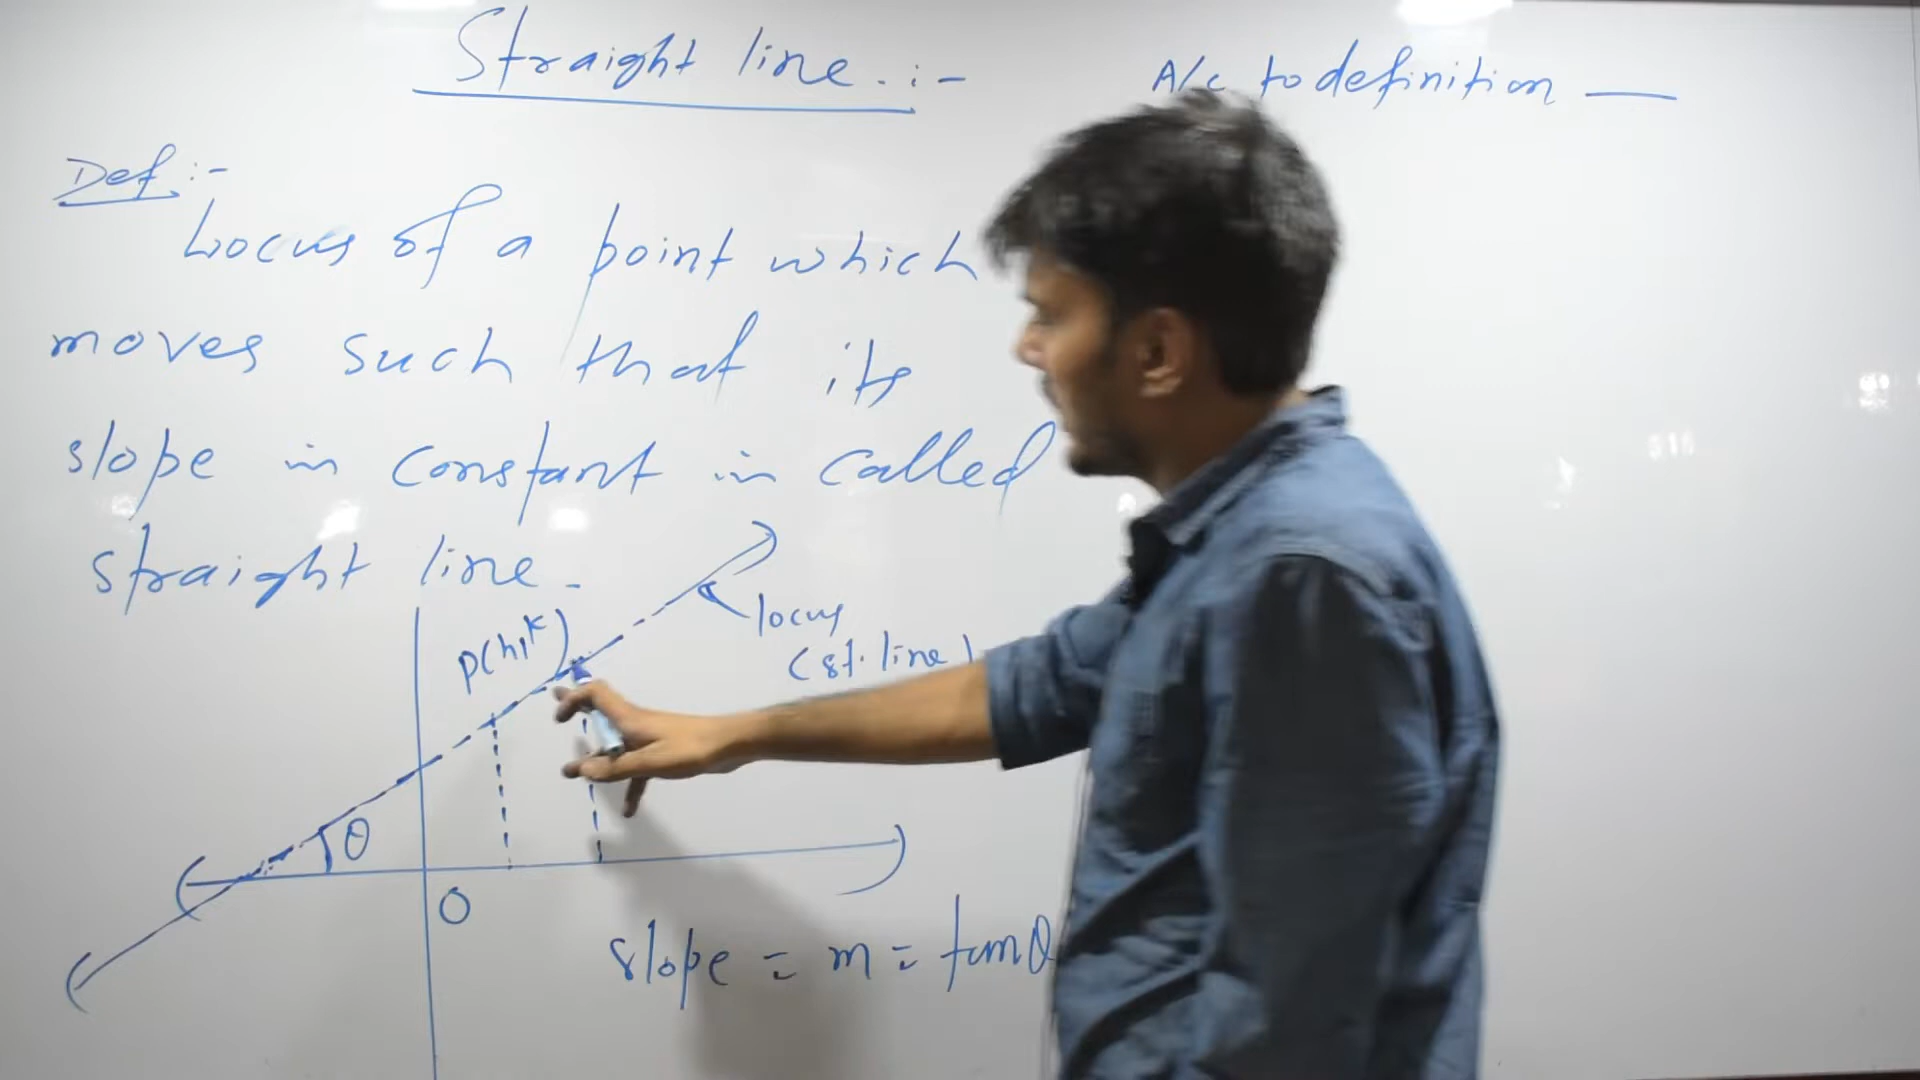 Straight line. :-
A/c to definition —
Def :-
Locus of a point which
moves such that its
slope is constant is called
straight line.
P(h,k)
locus
(st. line)
θ
O
slope = m = tanθ